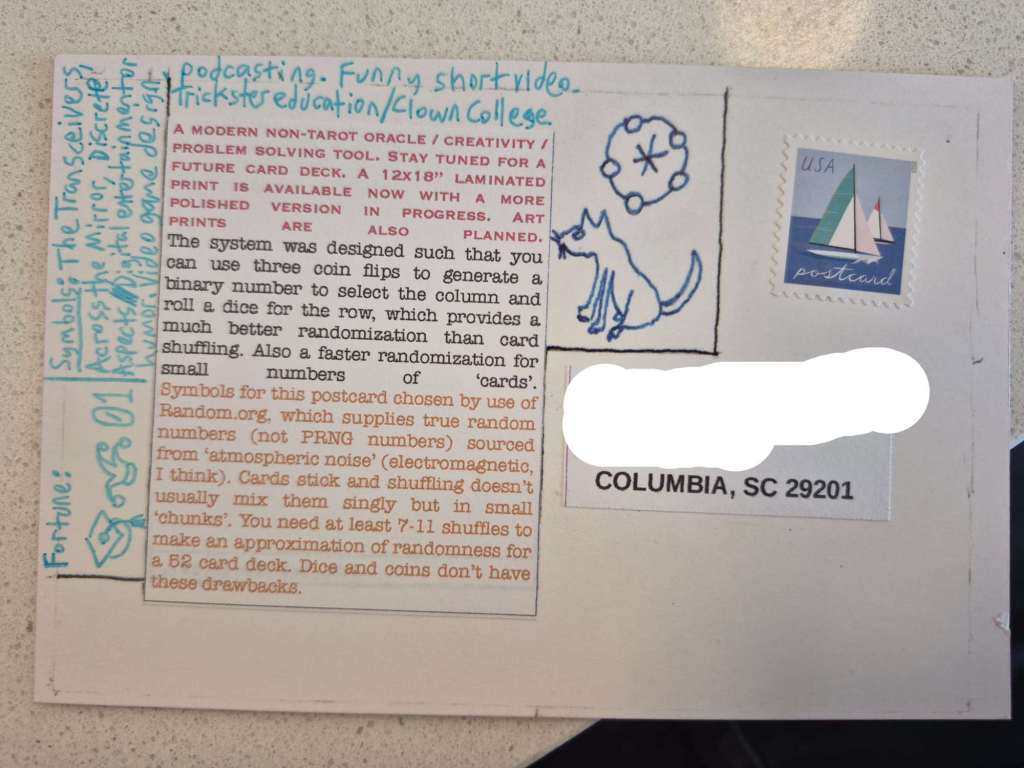 Fortune: 01
Symbols: The Transceivers,
Across the Mirror, Discrete
Aspects, Digital entertainment or
humor, Video game design,
podcasting. Funny short video.
Trickster education/Clown College.
A MODERN NON-TAROT ORACLE / CREATIVITY /
PROBLEM SOLVING TOOL. STAY TUNED FOR A
FUTURE CARD DECK. A 12X18” LAMINATED
PRINT IS AVAILABLE NOW WITH A MORE
POLISHED VERSION IN PROGRESS. ART
PRINTS ARE ALSO PLANNED.
The system was designed such that you
can use three coin flips to generate a
binary number to select the column and
roll a dice for the row, which provides a
much better randomization than card
shuffling. Also a faster randomization for
small numbers of ‘cards’.
Symbols for this postcard chosen by use of
Random.org, which supplies true random
numbers (not PRNG numbers) sourced
from ‘atmospheric noise’ (electromagnetic,
I think). Cards stick and shuffling doesn’t
usually mix them singly but in small
‘chunks’. You need at least 7-11 shuffles to
make an approximation of randomness for
a 52 card deck. Dice and coins don’t have
these drawbacks.
USA
postcard
COLUMBIA, SC 29201